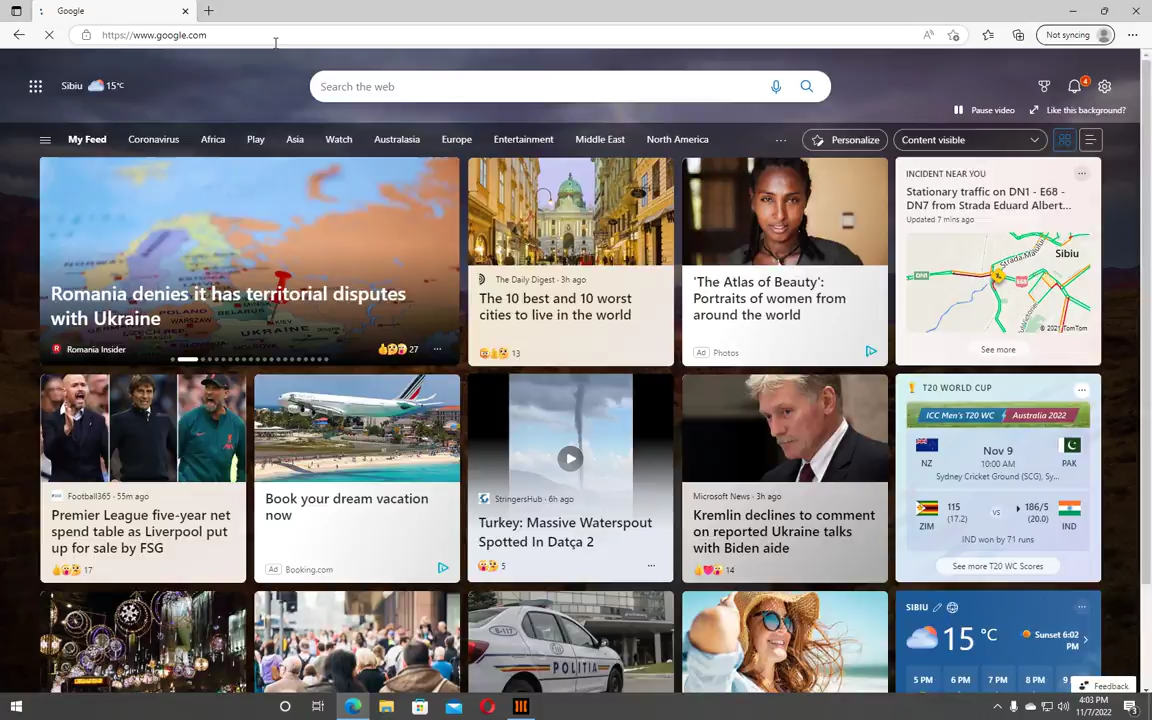 Google
https://www.google.com
Not syncing
Sibiu 15°C
Search the web
4
Pause video
Like this background?
My Feed
Coronavirus
Africa
Play
Asia
Watch
Australasia
Europe
Entertainment
Middle East
North America
Personalize
Content visible
WARSZAWA
BELARUS
UKRAINE
Romania denies it has territorial disputes
with Ukraine
Romania Insider
27
The Daily Digest · 3h ago
The 10 best and 10 worst
cities to live in the world
13
'The Atlas of Beauty':
Portraits of women from
around the world
Ad Photos
INCIDENT NEAR YOU
Stationary traffic on DN1 - E68 -
DN7 from Strada Eduard Albert...
Updated 7 mins ago
Sibiu
DN1
© 2021 TomTom
See more
Football365 · 55m ago
Premier League five-year net
spend table as Liverpool put
up for sale by FSG
17
Book your dream vacation
now
Ad Booking.com
StringersHub · 6h ago
Turkey: Massive Waterspout
Spotted In Datça 2
5
Microsoft News · 3h ago
Kremlin declines to comment
on reported Ukraine talks
with Biden aide
14
T20 WORLD CUP
ICC Men's T20 WC Australia 2022
Nov 9
10:00 AM
NZ
PAK
Sydney Cricket Ground (SCG), Sy...
115
(17.2)
vs
186/5
(20.0)
ZIM
IND
IND won by 71 runs
See more T20 WC Scores
B-117
POLITIA
SIBIU
15 °C
Sunset 6:02
PM
5 PM
6 PM
7 PM
8 PM
9
Feedback
4:03 PM
11/7/2022
3